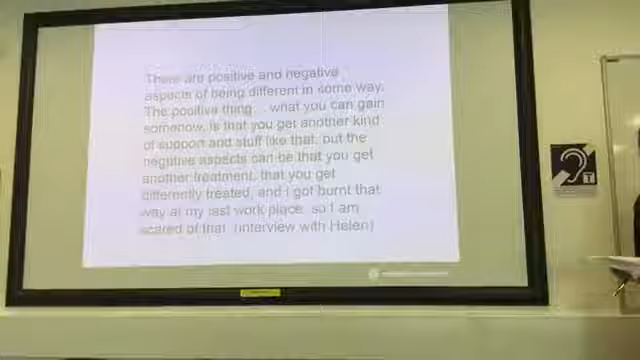 There are positive and negative
aspects of being different in some way.
The positive thing... what you can gain
somehow, is that you get another kind
of support and stuff like that, but the
negative aspects can be that you get
another treatment, that you get
differently treated, and I got burnt that
way at my last work place, so I am
scared of that. (interview with Helen)
T